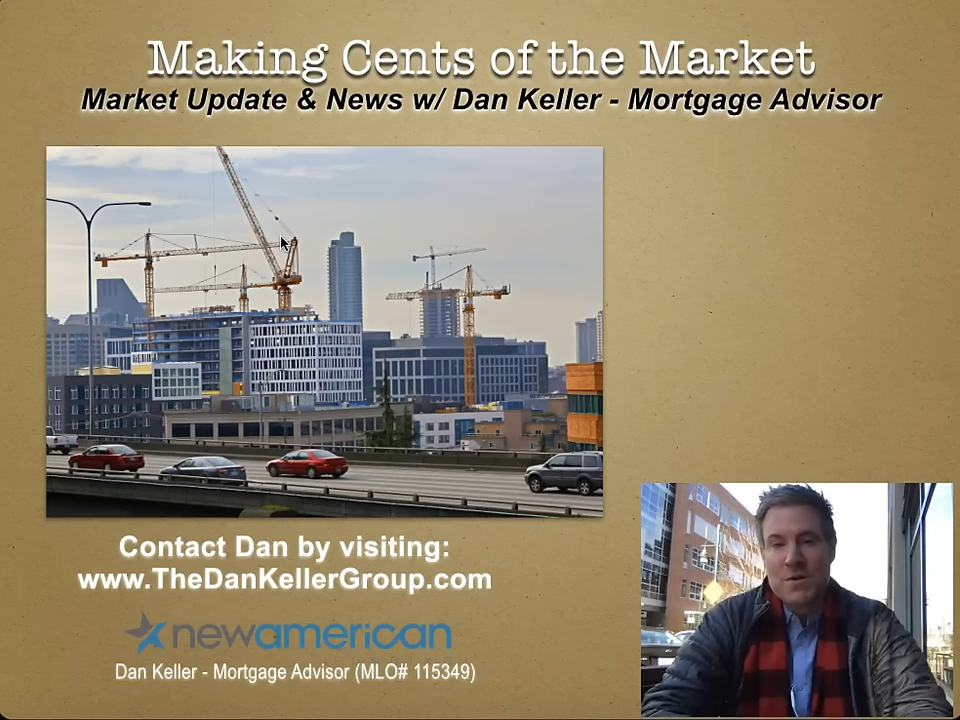 Making Cents of the Market
Market Update & News w/ Dan Keller - Mortgage Advisor
Contact Dan by visiting:
www.TheDanKellerGroup.com
newamerican
Dan Keller - Mortgage Advisor (MLO# 115349)